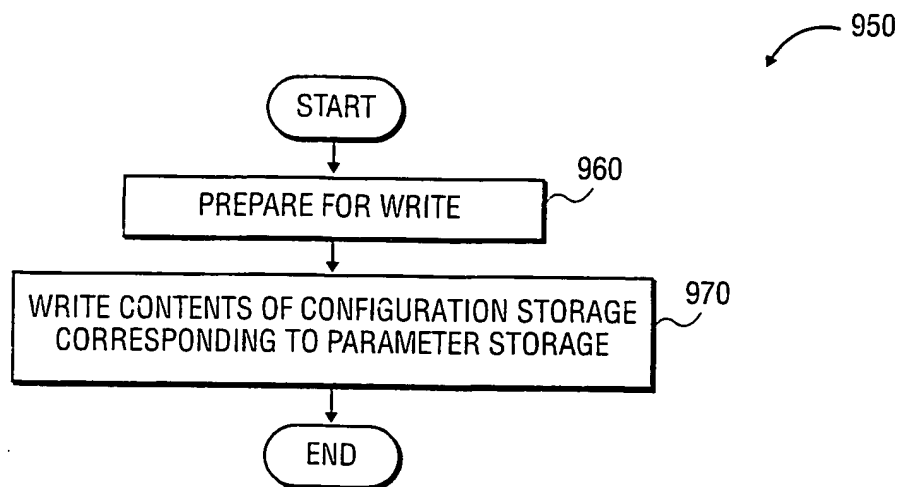 950
START
960
PREPARE FOR WRITE
970
WRITE CONTENTS OF CONFIGURATION STORAGE
CORRESPONDING TO PARAMETER STORAGE
END